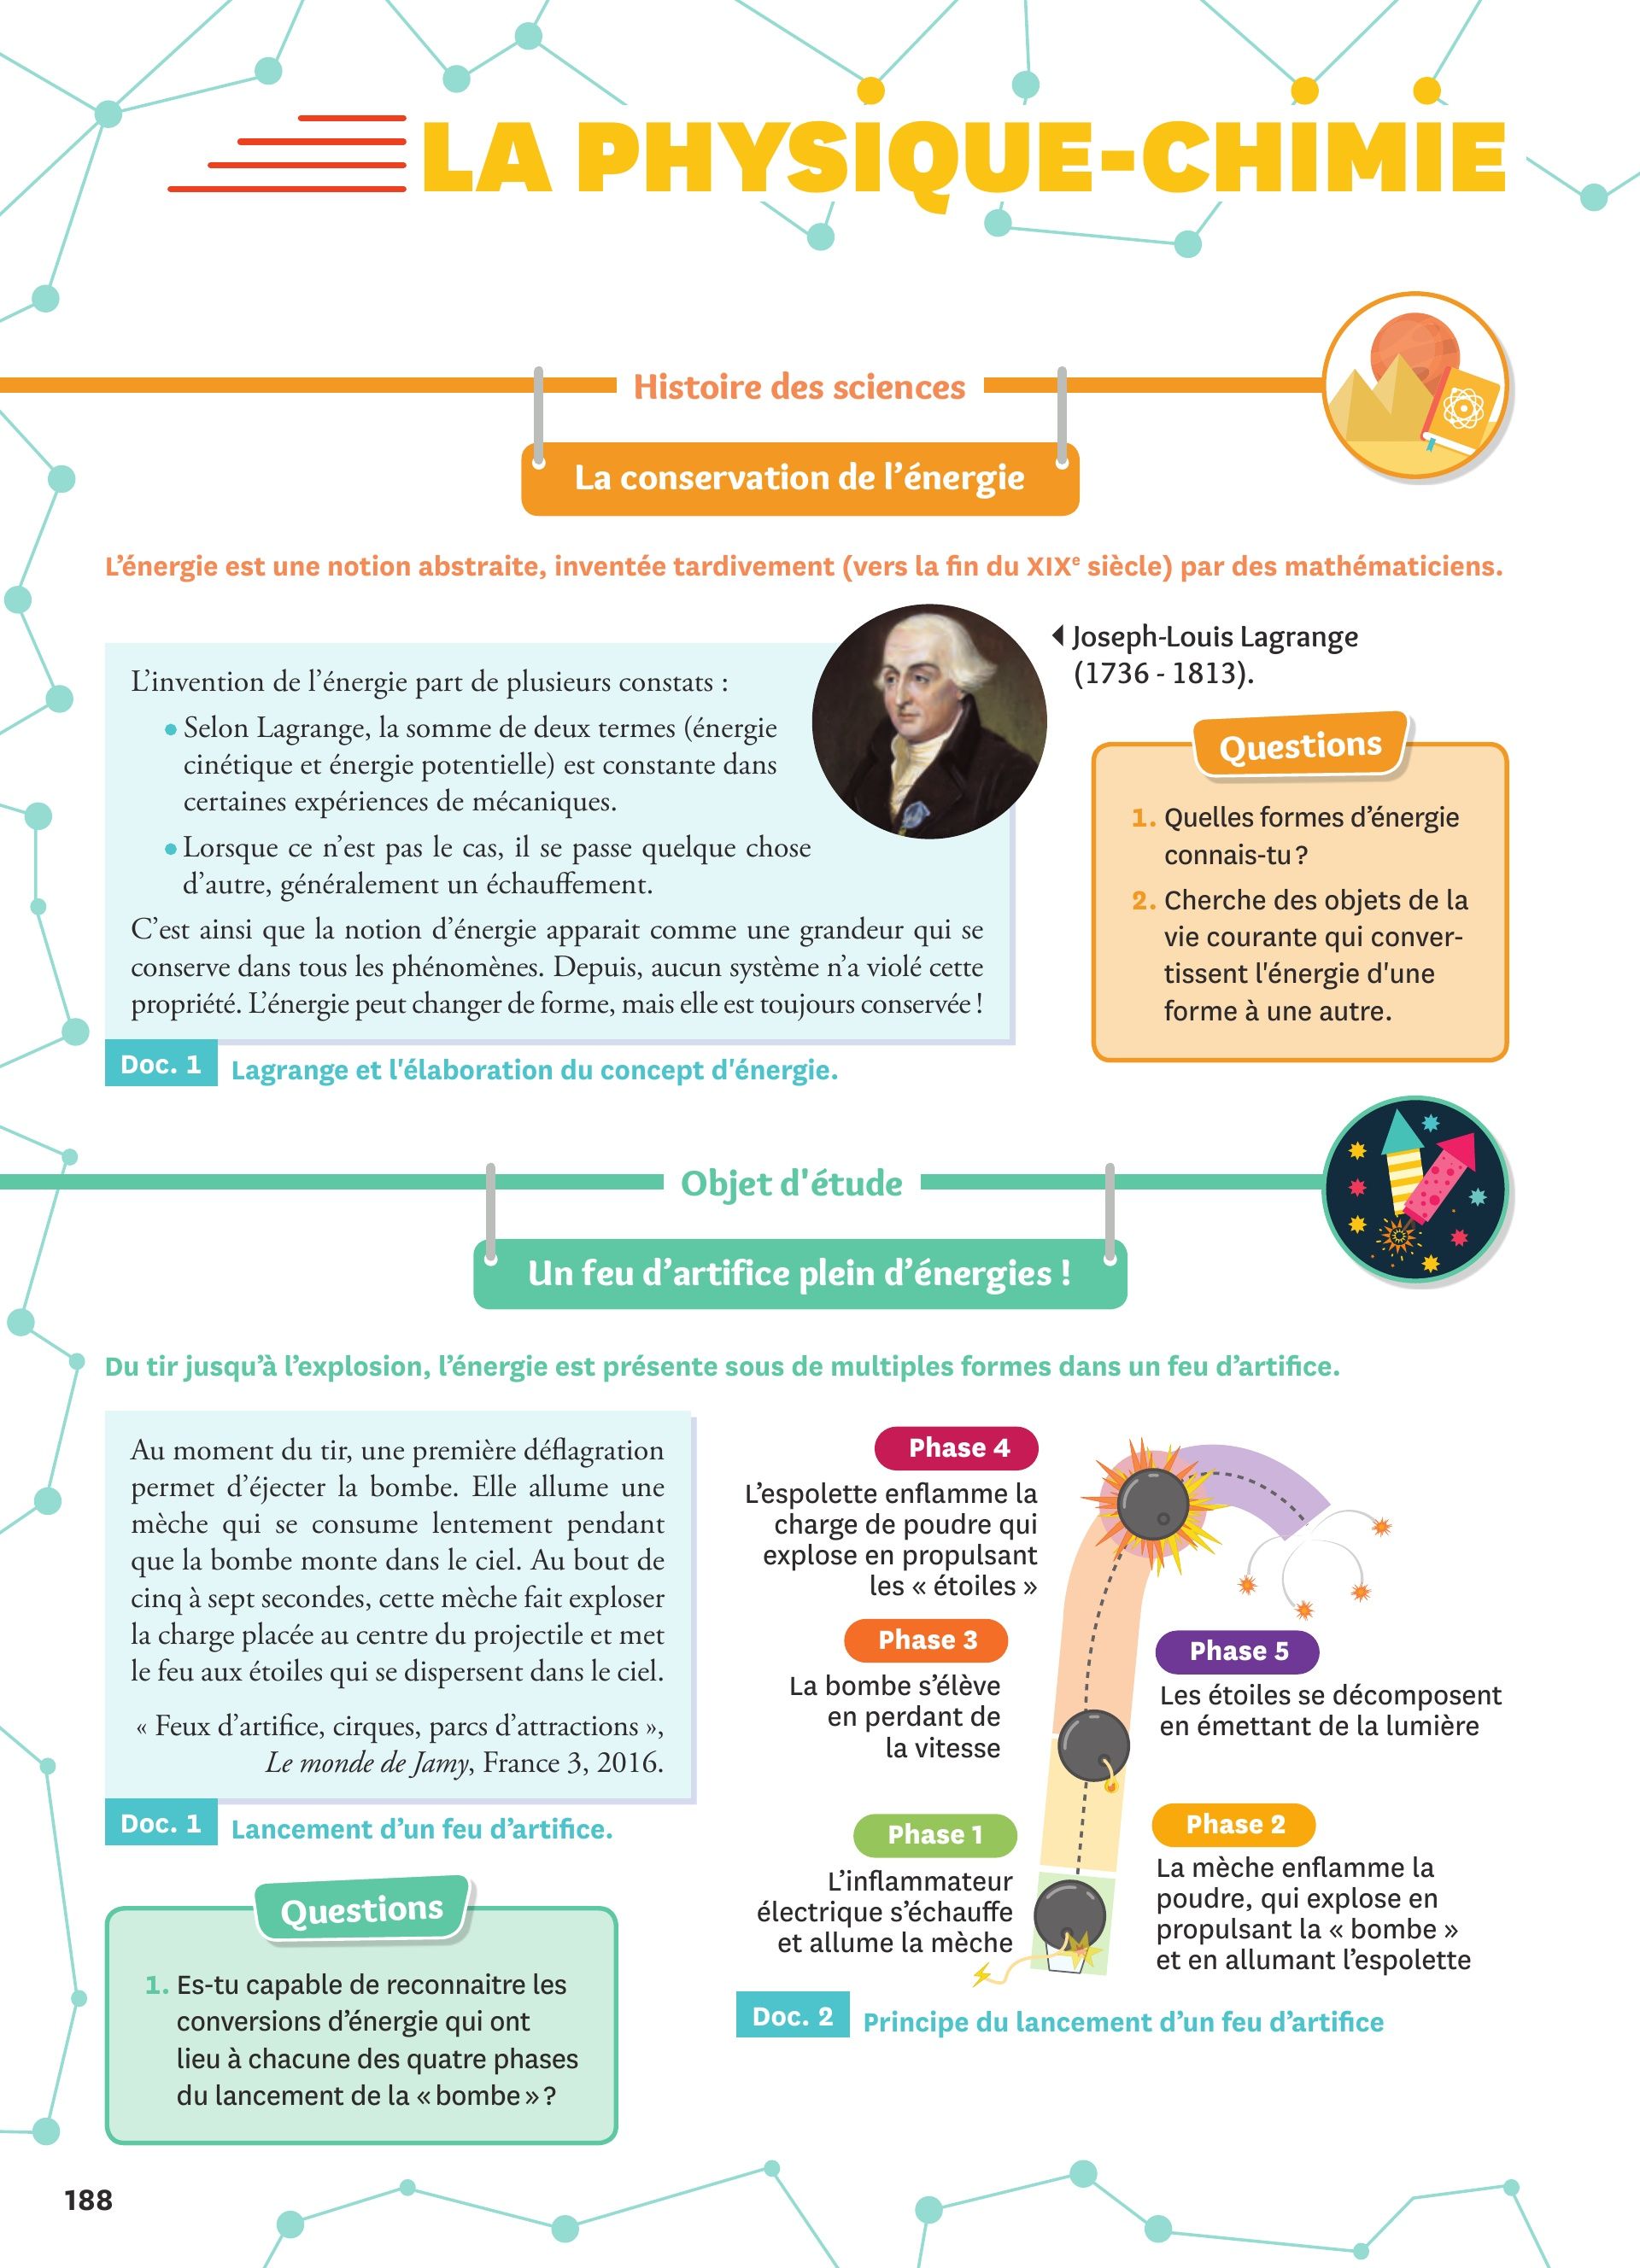 LA PHYSIQUE-CHIMIE
Histoire des sciences
La conservation de l’énergie
L’énergie est une notion abstraite, inventée tardivement (vers la fin du XIXe siècle) par des mathématiciens.
L’invention de l’énergie part de plusieurs constats :
• Selon Lagrange, la somme de deux termes (énergie
cinétique et énergie potentielle) est constante dans
certaines expériences de mécaniques.
• Lorsque ce n’est pas le cas, il se passe quelque chose
d’autre, généralement un échauffement.
C’est ainsi que la notion d’énergie apparait comme une grandeur qui se
conserve dans tous les phénomènes. Depuis, aucun système n’a violé cette
propriété. L’énergie peut changer de forme, mais elle est toujours conservée !
Doc. 1 Lagrange et l'élaboration du concept d'énergie.
Joseph-Louis Lagrange
(1736 - 1813).
Questions
1. Quelles formes d’énergie
connais-tu ?
2. Cherche des objets de la
vie courante qui conver-
tissent l'énergie d'une
forme à une autre.
Objet d'étude
Un feu d’artifice plein d’énergies !
Du tir jusqu’à l’explosion, l’énergie est présente sous de multiples formes dans un feu d’artifice.
Au moment du tir, une première déflagration
permet d’éjecter la bombe. Elle allume une
mèche qui se consume lentement pendant
que la bombe monte dans le ciel. Au bout de
cinq à sept secondes, cette mèche fait exploser
la charge placée au centre du projectile et met
le feu aux étoiles qui se dispersent dans le ciel.
« Feux d’artifice, cirques, parcs d’attractions »,
Le monde de Jamy, France 3, 2016.
Doc. 1 Lancement d’un feu d’artifice.
Questions
1. Es-tu capable de reconnaitre les
conversions d’énergie qui ont
lieu à chacune des quatre phases
du lancement de la « bombe » ?
Phase 4
L’espolette enflamme la
charge de poudre qui
explose en propulsant
les « étoiles »
Phase 3
La bombe s’élève
en perdant de
la vitesse
Phase 5
Les étoiles se décomposent
en émettant de la lumière
Phase 1
L’inflammateur
électrique s’échauffe
et allume la mèche
Phase 2
La mèche enflamme la
poudre, qui explose en
propulsant la « bombe »
et en allumant l’espolette
Doc. 2 Principe du lancement d’un feu d’artifice
188